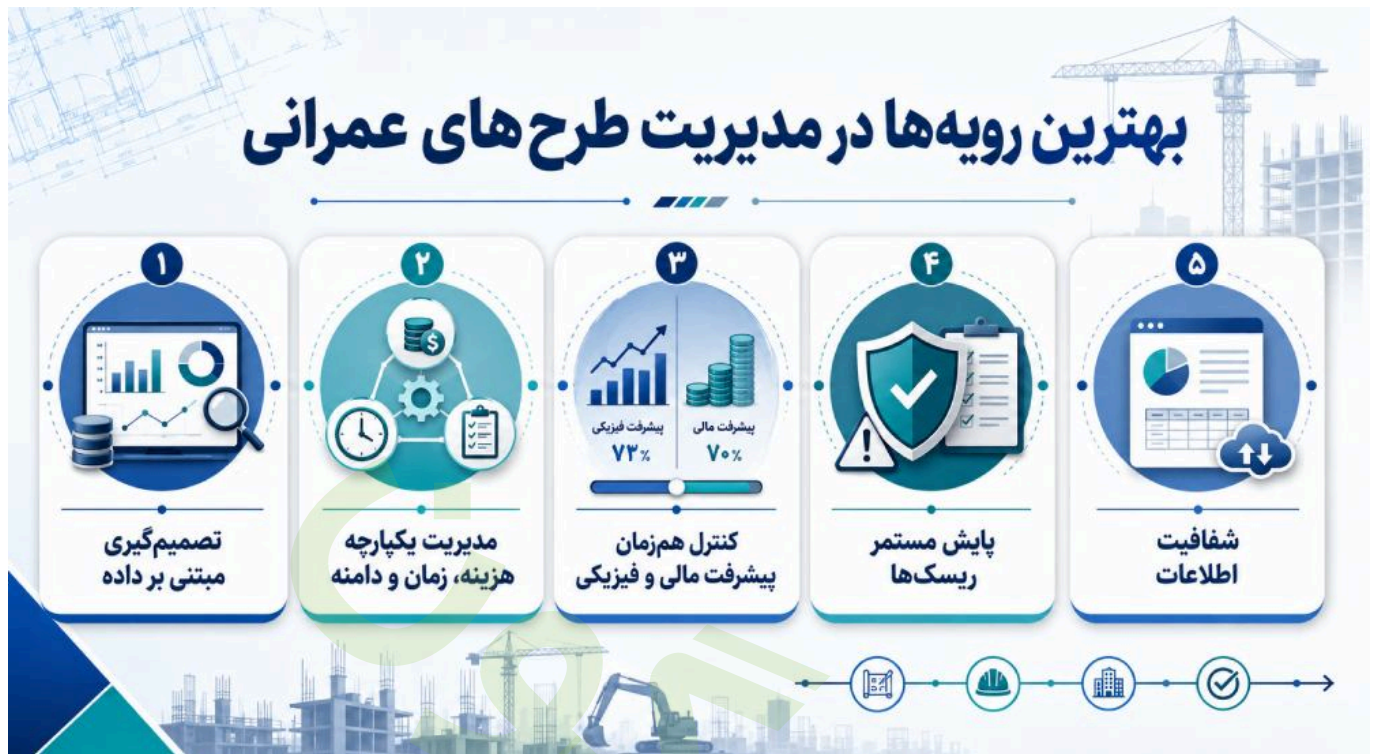 بهترین رویه‌ها در مدیریت طرح‌های عمرانی
۱
تصمیم‌گیری
مبتنی بر داده
۲
$
مدیریت یکپارچه
هزینه، زمان و دامنه
۳
پیشرفت فیزیکی
۷۳%
پیشرفت مالی
۷۰%
کنترل هم‌زمان
پیشرفت مالی و فیزیکی
۴
پایش مستمر
ریسک‌ها
۵
شفافیت
اطلاعات